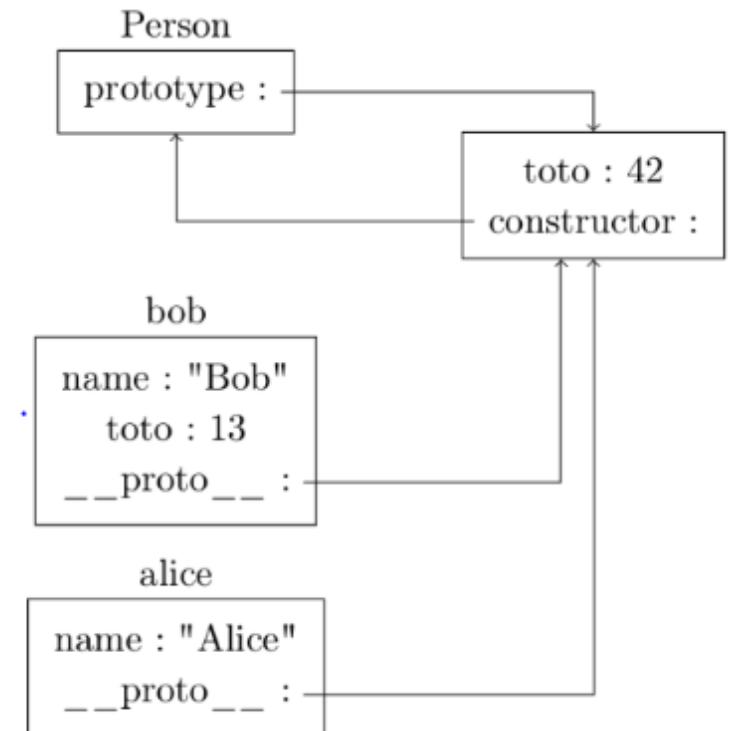 Person
prototype :
toto : 42
constructor :
bob
name : "Bob"
toto : 13
__proto__ :
alice
name : "Alice"
__proto__ :